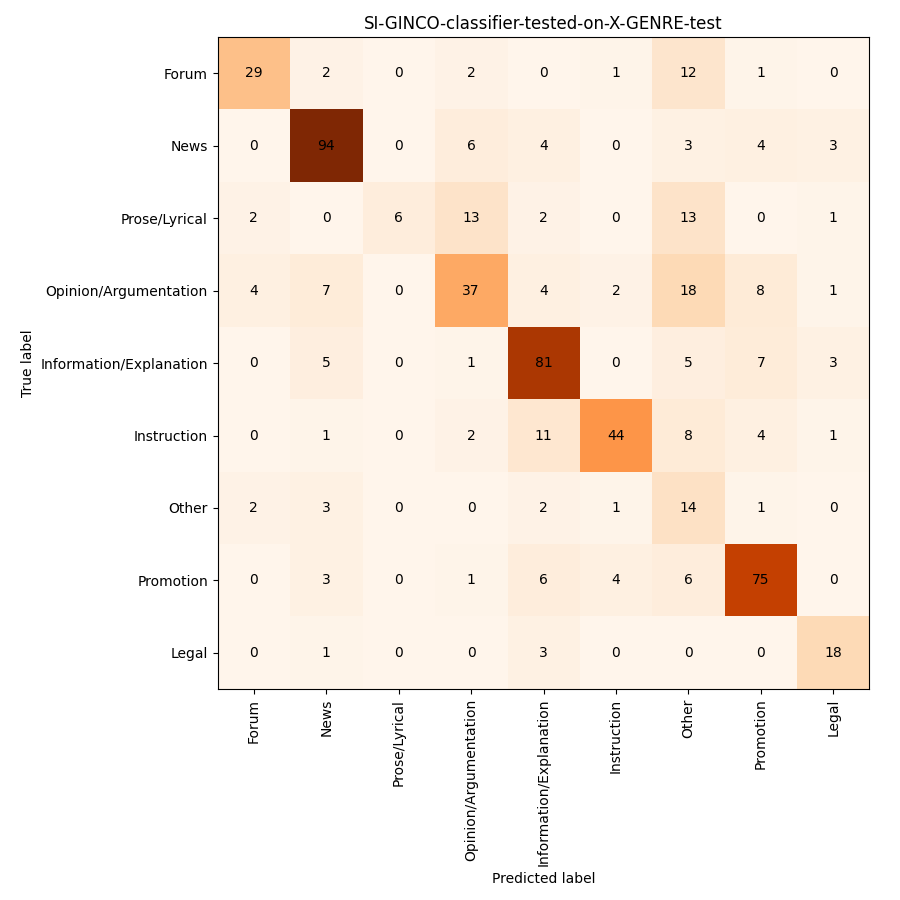 SI-GINCO-classifier-tested-on-X-GENRE-test
Forum 29 2 0 2 0 1 12 1 0
News 0 94 0 6 4 0 3 4 3
Prose/Lyrical 2 0 6 13 2 0 13 0 1
Opinion/Argumentation 4 7 0 37 4 2 18 8 1
Information/Explanation 0 5 0 1 81 0 5 7 3
Instruction 0 1 0 2 11 44 8 4 1
Other 2 3 0 0 2 1 14 1 0
Promotion 0 3 0 1 6 4 6 75 0
Legal 0 1 0 0 3 0 0 0 18
True label
Forum
News
Prose/Lyrical
Opinion/Argumentation
Information/Explanation
Instruction
Other
Promotion
Legal
Predicted label